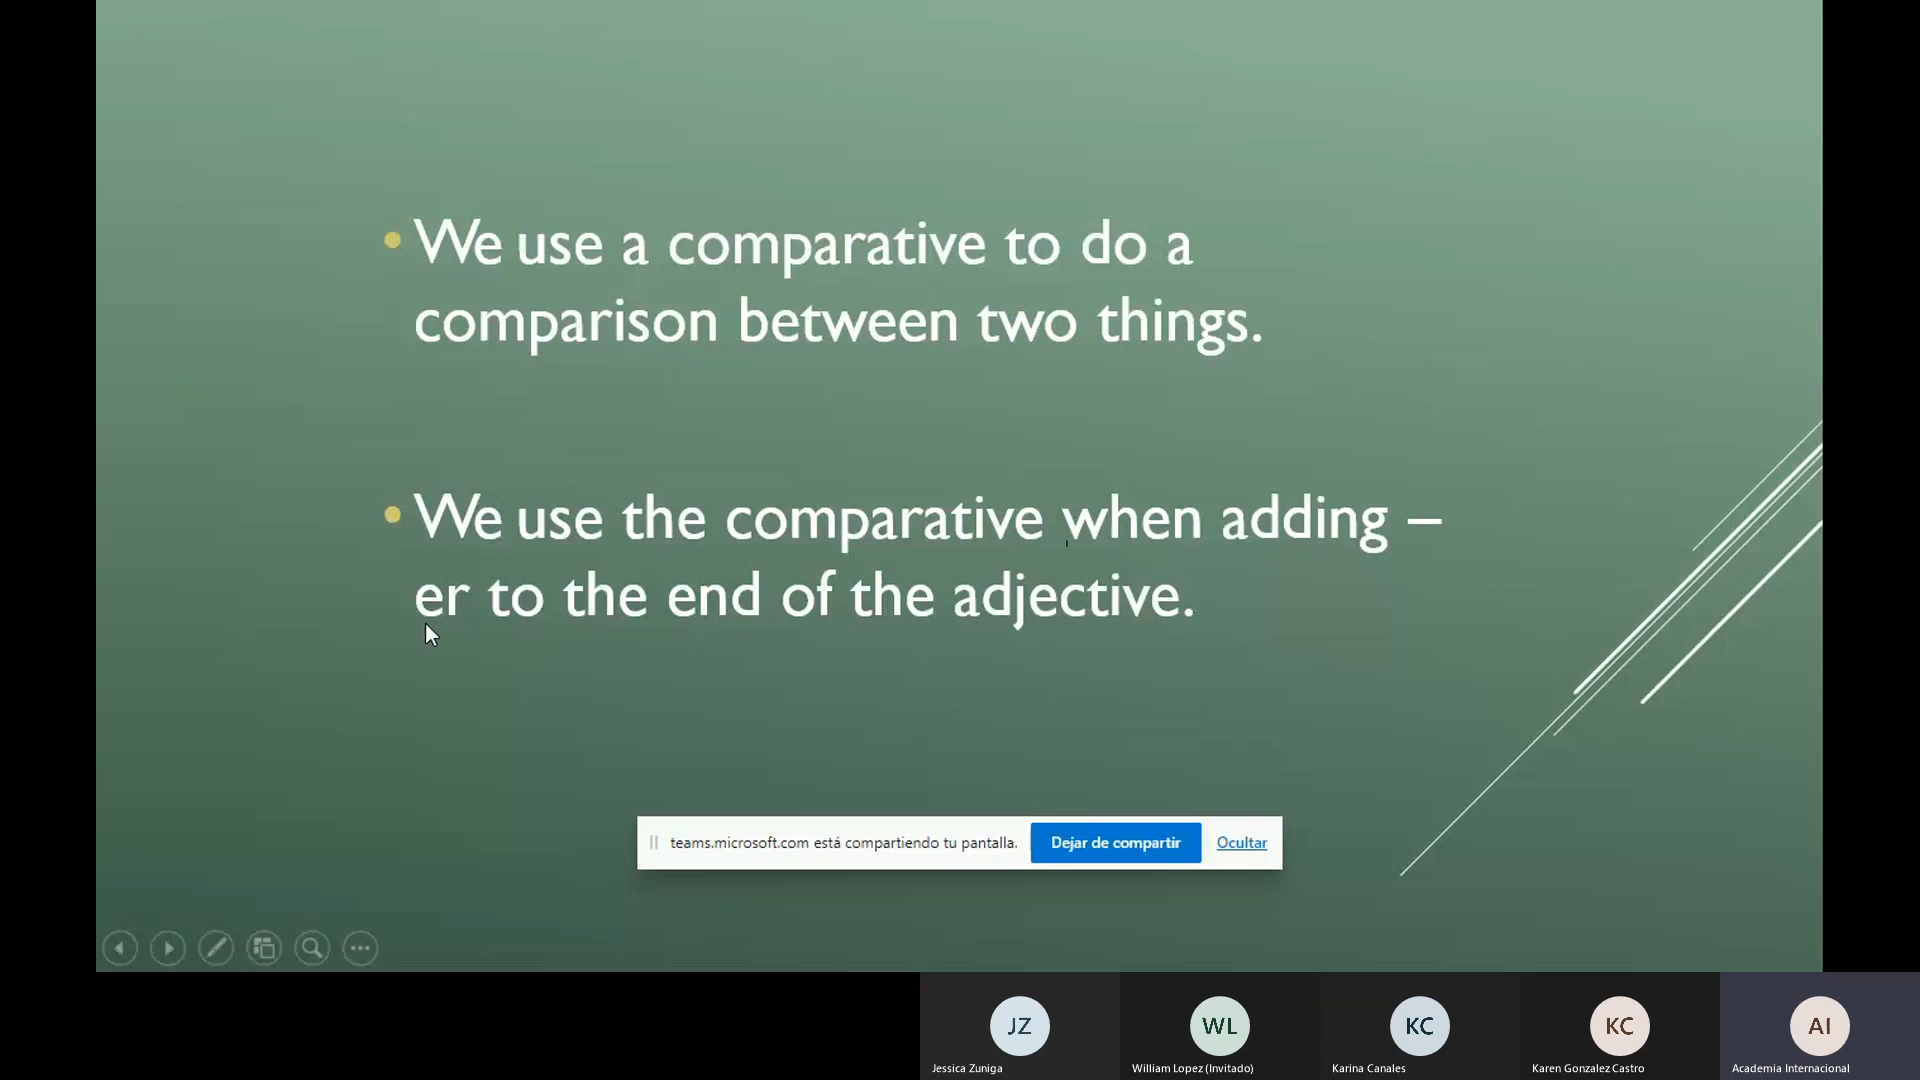 • We use a comparative to do a
comparison between two things.
• We use the comparative when adding –
er to the end of the adjective.
teams.microsoft.com está compartiendo tu pantalla. Dejar de compartir Ocultar
JZ WL KC KC AI
Jessica Zuniga William Lopez (Invitado) Karina Canales Karen Gonzalez Castro Academia Internacional